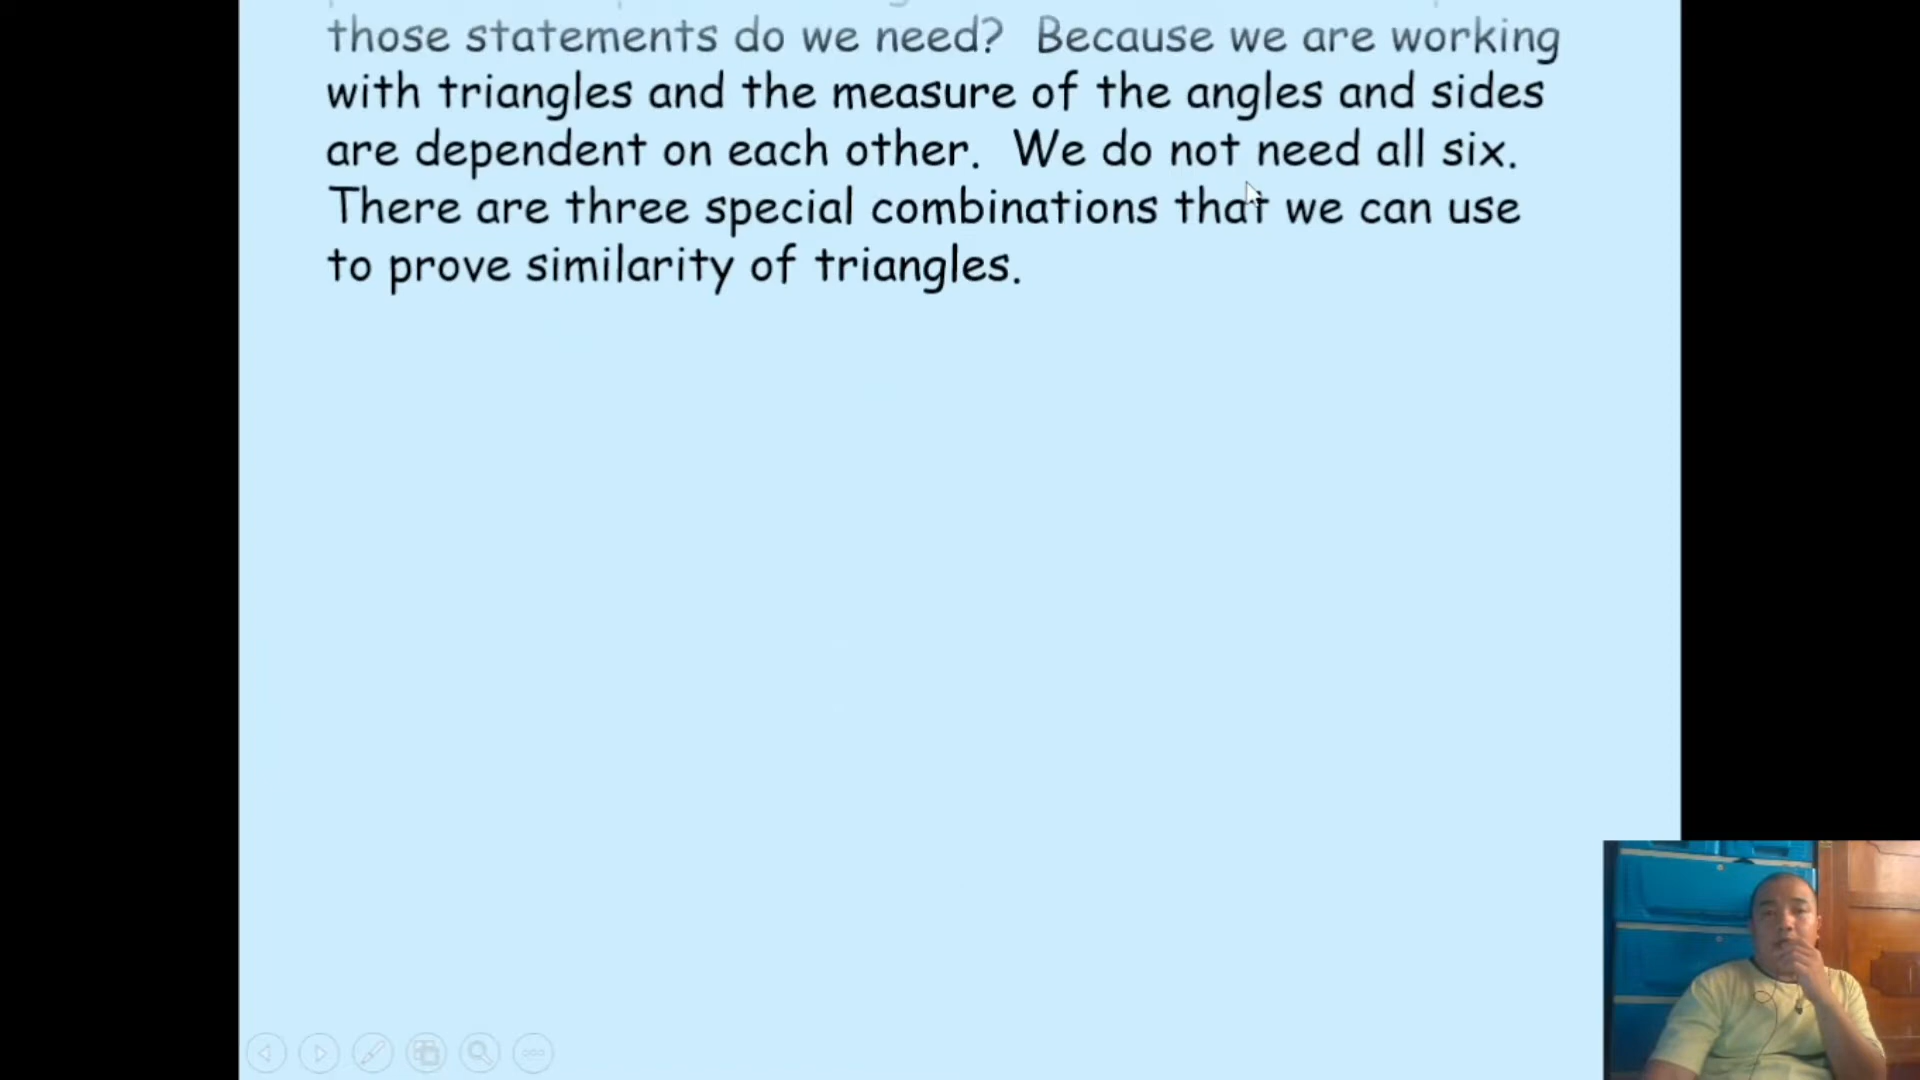 those statements do we need? Because we are working
with triangles and the measure of the angles and sides
are dependent on each other. We do not need all six.
There are three special combinations that we can use
to prove similarity of triangles.